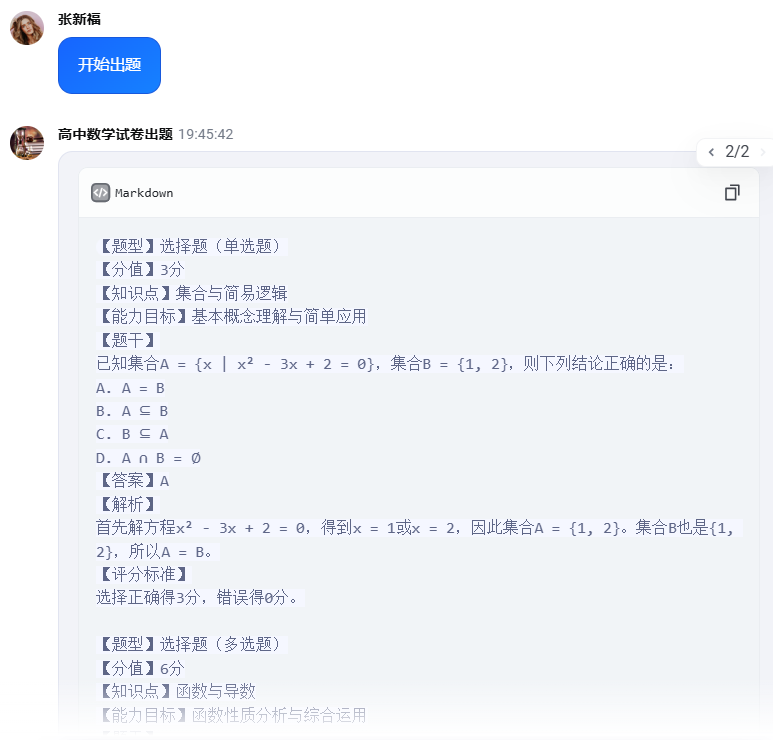 张新福
开始出题
高中数学试卷出题 19:45:42
2/2
Markdown
【题型】选择题（单选题）
【分值】3分
【知识点】集合与简易逻辑
【能力目标】基本概念理解与简单应用
【题干】
已知集合A = {x | x² - 3x + 2 = 0}，集合B = {1, 2}，则下列结论正确的是：
A. A = B
B. A ⊆ B
C. B ⊆ A
D. A ∩ B = Ø
【答案】A
【解析】
首先解方程x² - 3x + 2 = 0，得到x = 1或x = 2，因此集合A = {1, 2}。集合B也是{1,
2}，所以A = B。
【评分标准】
选择正确得3分，错误得0分。
【题型】选择题（多选题）
【分值】6分
【知识点】函数与导数
【能力目标】函数性质分析与综合运用